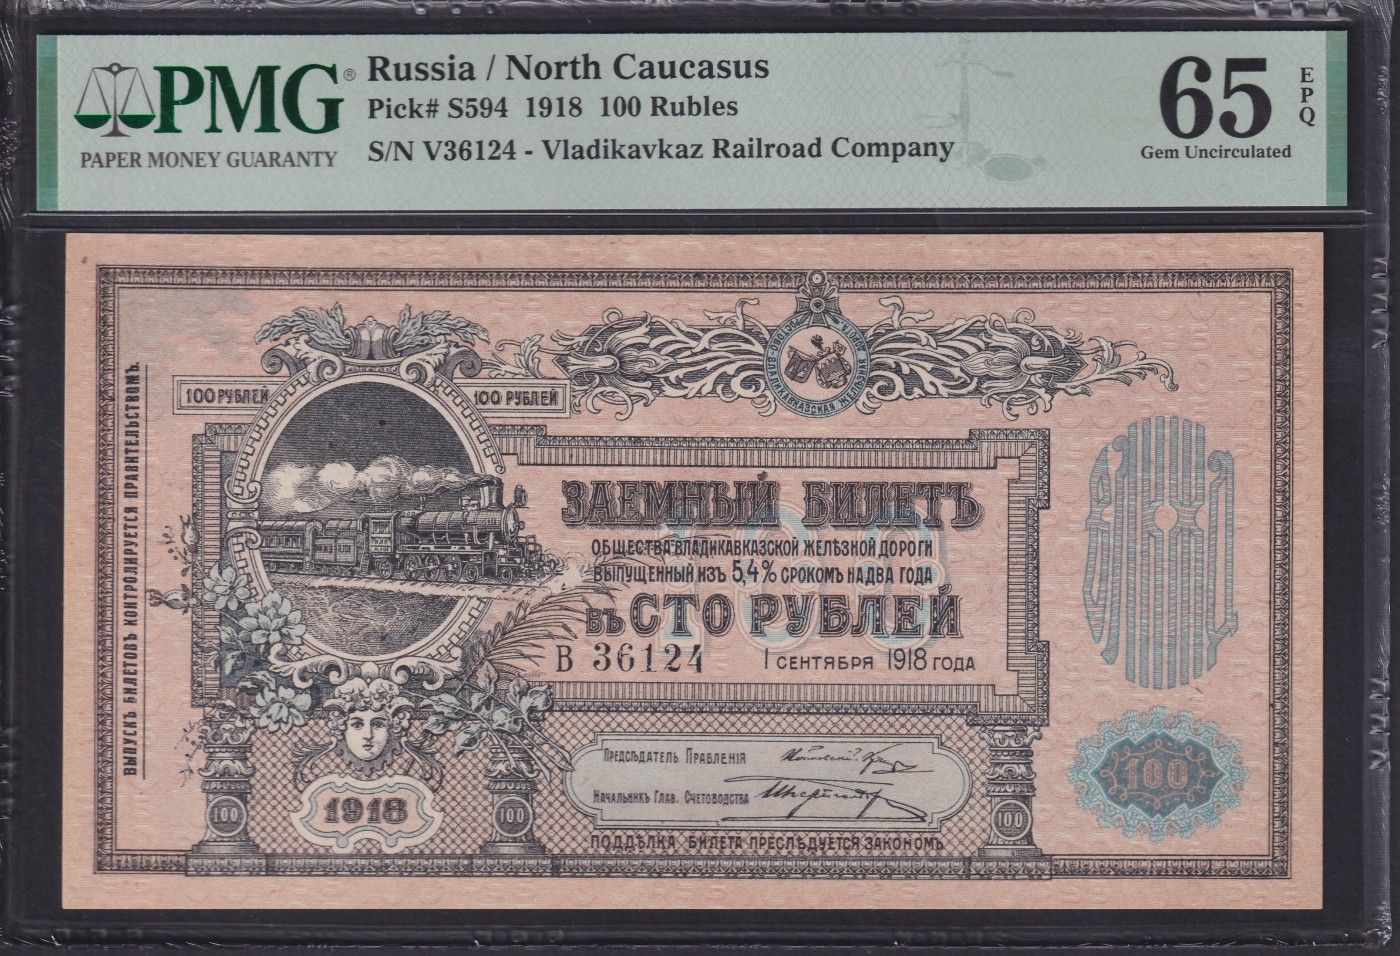 PMG®
PAPER MONEY GUARANTY
Russia / North Caucasus
Pick# S594 1918 100 Rubles
S/N V36124 - Vladikavkaz Railroad Company
65
EPQ
Gem Uncirculated
ВЫПУСКЪ БИЛЕТОВЪ КОНТРОЛИРУЕТСЯ ПРАВИТЕЛЬСТВОМЪ.
100 РУБЛЕЙ
100 РУБЛЕЙ
ЗАЕМНЫЙ БИЛЕТЪ
ОБЩЕСТВА ВЛАДИКАВКАЗСКОЙ ЖЕЛѢЗНОЙ ДОРОГИ
ВЫПУЩЕННЫЙ ИЗЪ 5,4% СРОКОМЪ НА ДВА ГОДА
ВЪ СТО РУБЛЕЙ
В 36124
1 СЕНТЯБРЯ 1918 ГОДА
ПРЕДСѢДАТЕЛЬ ПРАВЛЕНІЯ
НАЧАЛЬНИКЪ ГЛАВ. СЧЕТОВОДСТВА
1918
100
100
100
100
ПОДДѢЛКА БИЛЕТА ПРЕСЛѢДУЕТСЯ ЗАКОНОМЪ